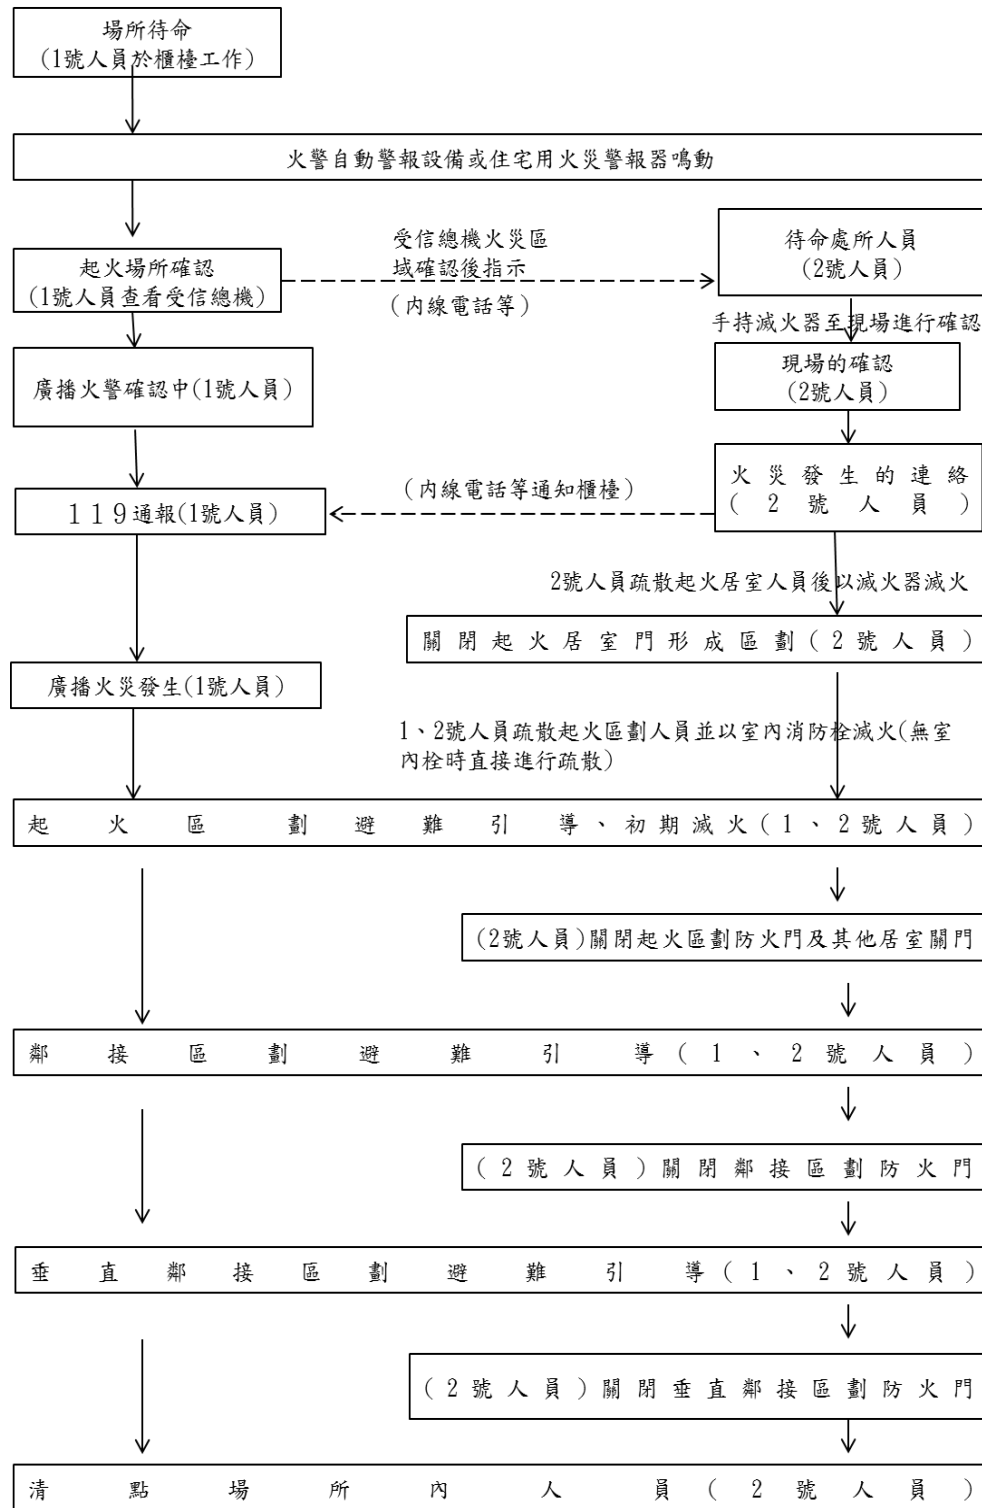 場所待命
(1號人員於櫃檯工作)
火警自動警報設備或住宅用火災警報器鳴動
受信總機火災區
域確認後指示
(內線電話等)
待命處所人員
(2號人員)
起火場所確認
(1號人員查看受信總機)
手持滅火器至現場進行確認
廣播火警確認中(1號人員)
現場的確認
(2號人員)
火災發生的連絡
(2號人員)
(內線電話等通知櫃檯)
１１９通報(1號人員)
2號人員疏散起火居室人員後以滅火器滅火
關閉起火居室門形成區劃(2號人員)
廣播火災發生(1號人員)
1、2號人員疏散起火區劃人員並以室內消防栓滅火(無室
內栓時直接進行疏散)
起火區劃避難引導、初期滅火(1、2號人員)
(2號人員)關閉起火區劃防火門及其他居室關門
鄰接區劃避難引導(1、2號人員)
(2號人員)關閉鄰接區劃防火門
垂直鄰接區劃避難引導(1、2號人員)
(2號人員)關閉垂直鄰接區劃防火門
清點場所內人員(2號人員)